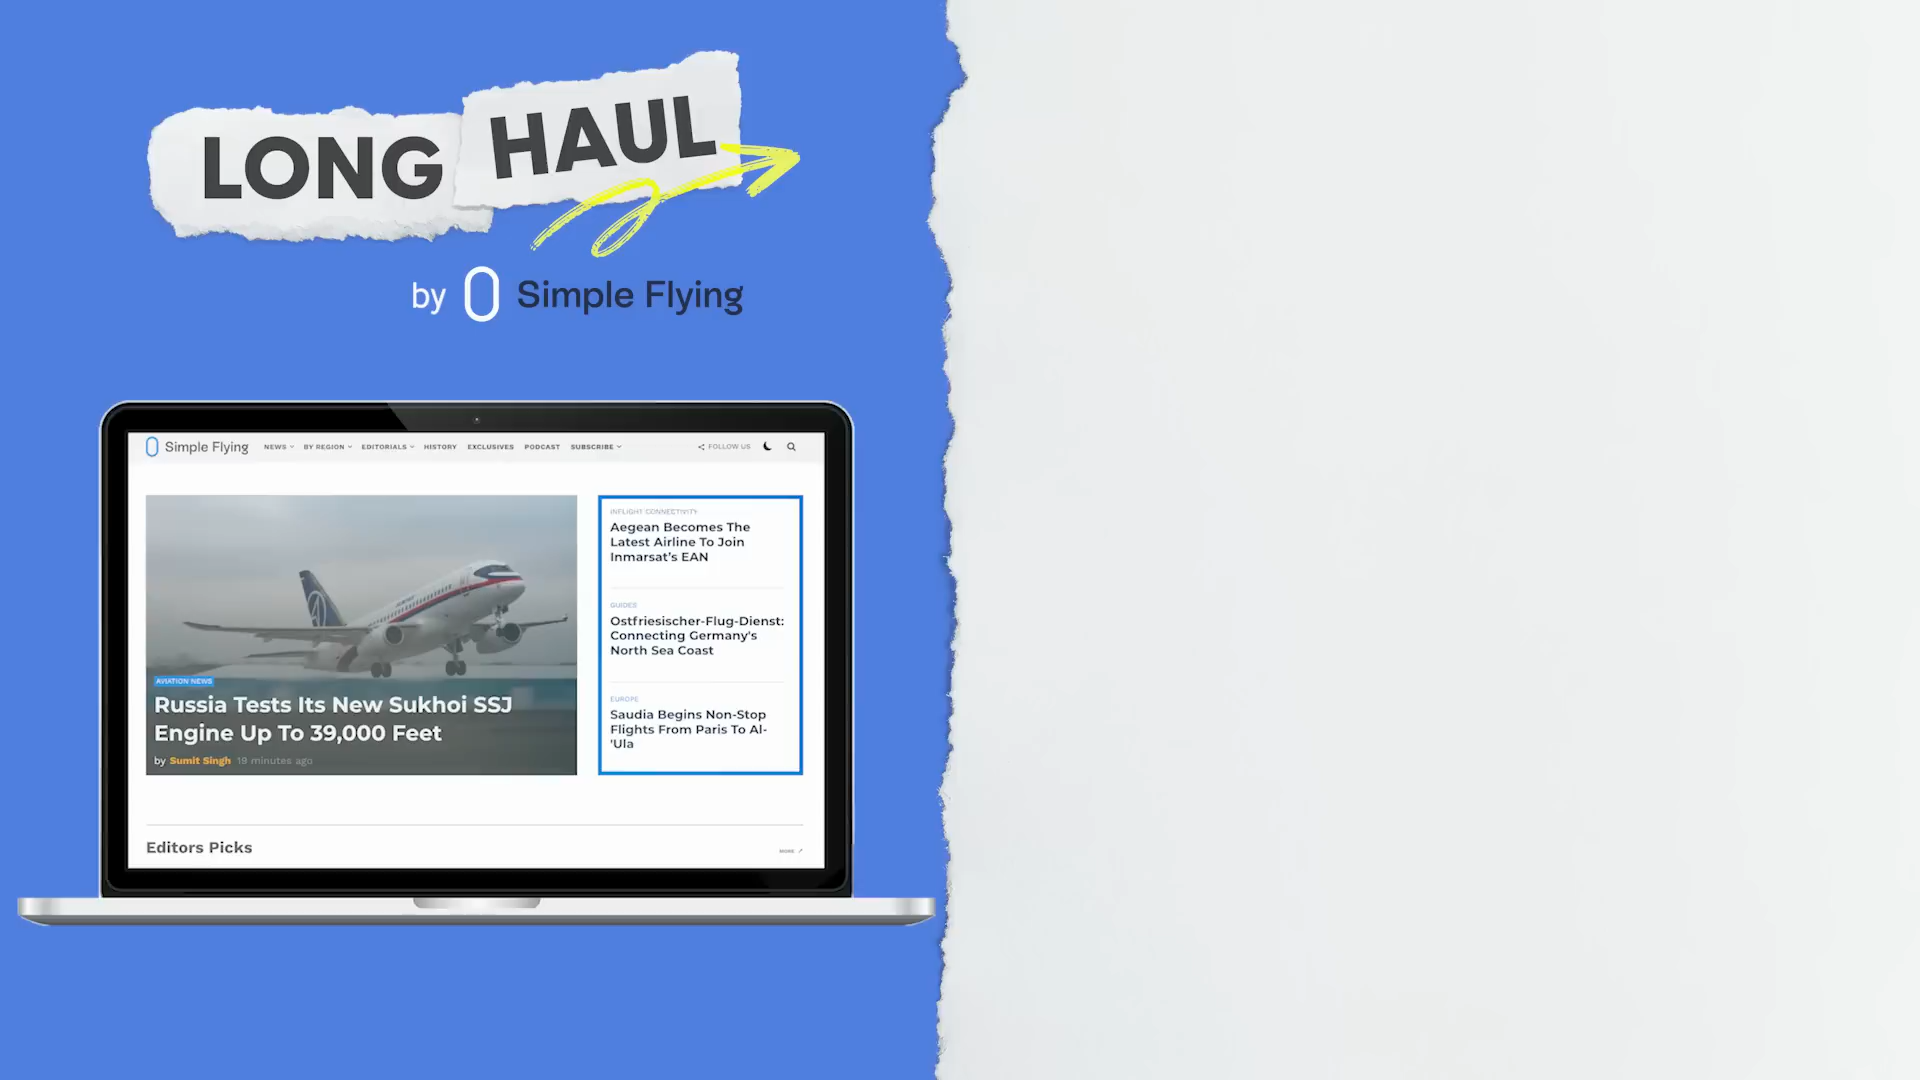 LONG HAUL
by Simple Flying
Simple Flying NEWS BY REGION EDITORIALS HISTORY EXCLUSIVES PODCAST SUBSCRIBE FOLLOW US
AVIATION NEWS
Russia Tests Its New Sukhoi SSJ
Engine Up To 39,000 Feet
by Sumit Singh 19 minutes ago
INFLIGHT CONNECTIVITY
Aegean Becomes The
Latest Airline To Join
Inmarsat's EAN
GUIDES
Ostfriesischer-Flug-Dienst:
Connecting Germany's
North Sea Coast
EUROPE
Saudia Begins Non-Stop
Flights From Paris To Al-
'Ula
Editors Picks
MORE